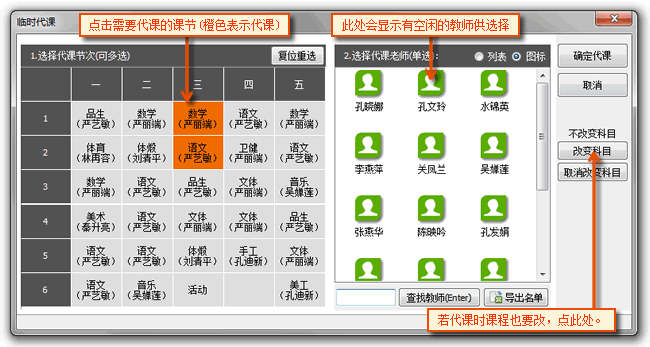 临时代课
点击需要代课的课节(橙色表示代课)
此处会显示有空闲的教师供选择
1.选择代课节次(可多选)
复位重选
一 二 三 四 五
1
品生 数学 数学 语文 数学
(严艺敏) (严丽端) (严丽端) (严艺敏) (严丽端)
2
体育 体煅 语文 卫健 语文
(林再容) (刘青平) (严艺敏) (严丽端) (严艺敏)
3
数学 语文 品生 文体 音乐
(严丽端) (严艺敏) (严艺敏) (严丽端) (吴婵莲)
4
美术 语文 文体 文体 品生
(秦升亮) (严艺敏) (严丽端) (严丽端) (严艺敏)
5
语文 语文 体煅 手工 文体
(严艺敏) (严艺敏) (刘青平) (孔迪新) (严丽端)
6
语文 音乐 活动 美工
(严艺敏) (吴婵莲) (孔迪新)
2.选择代课老师(单选):
列表 图标
孔晓娜 孔文玲 水锦英
李燕萍 关凤兰 吴婵莲
张燕华 陈映吟 孔发娟
查找教师(Enter)
导出名单
确定代课
取消
不改变科目
改变科目
取消改变科目
若代课时课程也要改，点此处。